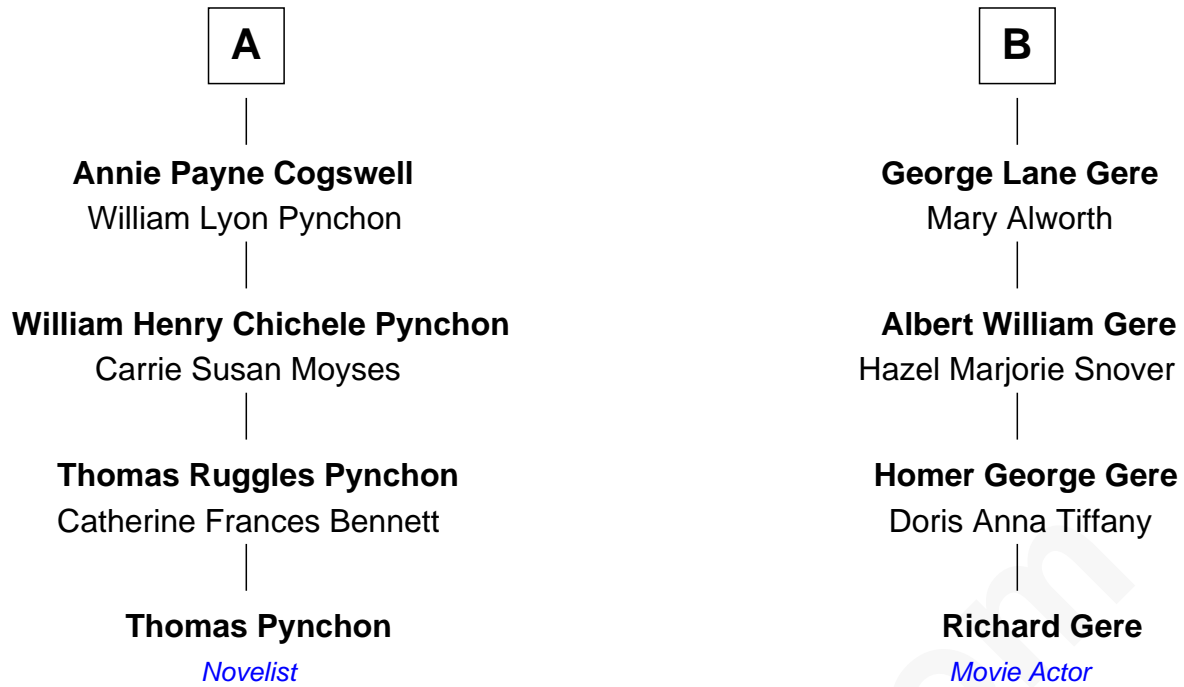 A
B
Annie Payne Cogswell
George Lane Gere
William Lyon Pynchon
Mary Alworth
William Henry Chichele Pynchon
Albert William Gere
Carrie Susan Moyses
Hazel Marjorie Snover
Thomas Ruggles Pynchon
Homer George Gere
Catherine Frances Bennett
Doris Anna Tiffany
Thomas Pynchon
Richard Gere
Novelist
Movie Actor